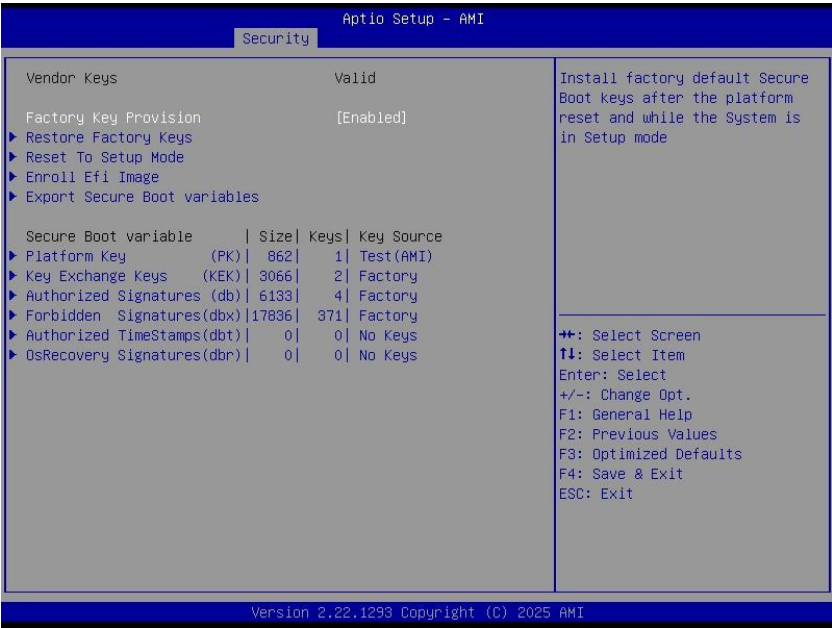 Aptio Setup - AMI
Security
Vendor Keys Valid
Factory Key Provision [Enabled]
Restore Factory Keys
Reset To Setup Mode
Enroll Efi Image
Export Secure Boot variables
Secure Boot variable | Size| Keys| Key Source
Platform Key (PK)| 862| 1| Test(AMI)
Key Exchange Keys (KEK)| 3066| 2| Factory
Authorized Signatures (db)| 6133| 4| Factory
Forbidden Signatures(dbx)|17836| 371| Factory
Authorized TimeStamps(dbt)| 0| 0| No Keys
OsRecovery Signatures(dbr)| 0| 0| No Keys
Install factory default Secure
Boot keys after the platform
reset and while the System is
in Setup mode
→←: Select Screen
↑↓: Select Item
Enter: Select
+/-: Change Opt.
F1: General Help
F2: Previous Values
F3: Optimized Defaults
F4: Save & Exit
ESC: Exit
Version 2.22.1293 Copyright (C) 2025 AMI